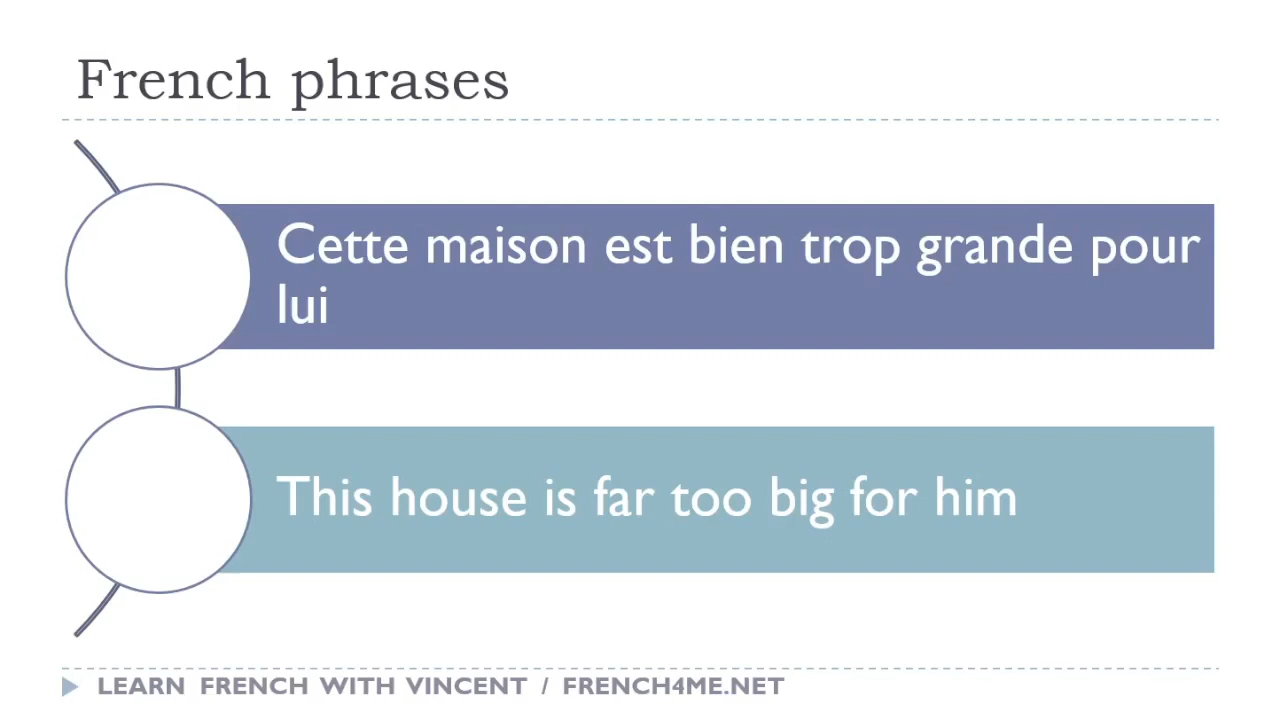 French phrases
Cette maison est bien trop grande pour
lui
This house is far too big for him
LEARN FRENCH WITH VINCENT / FRENCH4ME.NET